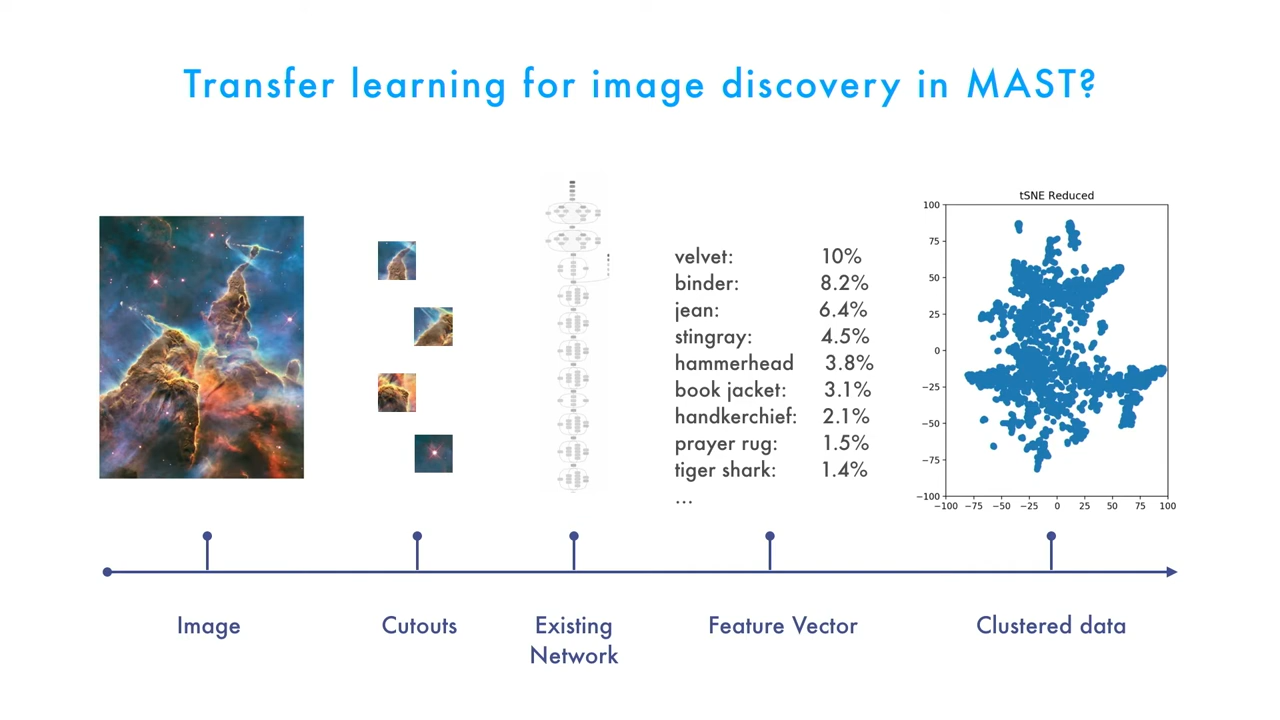 Transfer learning for image discovery in MAST?
velvet: 10%
binder: 8.2%
jean: 6.4%
stingray: 4.5%
hammerhead 3.8%
book jacket: 3.1%
handkerchief: 2.1%
prayer rug: 1.5%
tiger shark: 1.4%
...
tSNE Reduced
100
75
50
25
0
−25
−50
−75
−100
−100 −75 −50 −25 0 25 50 75 100
Image
Cutouts
Existing
Network
Feature Vector
Clustered data